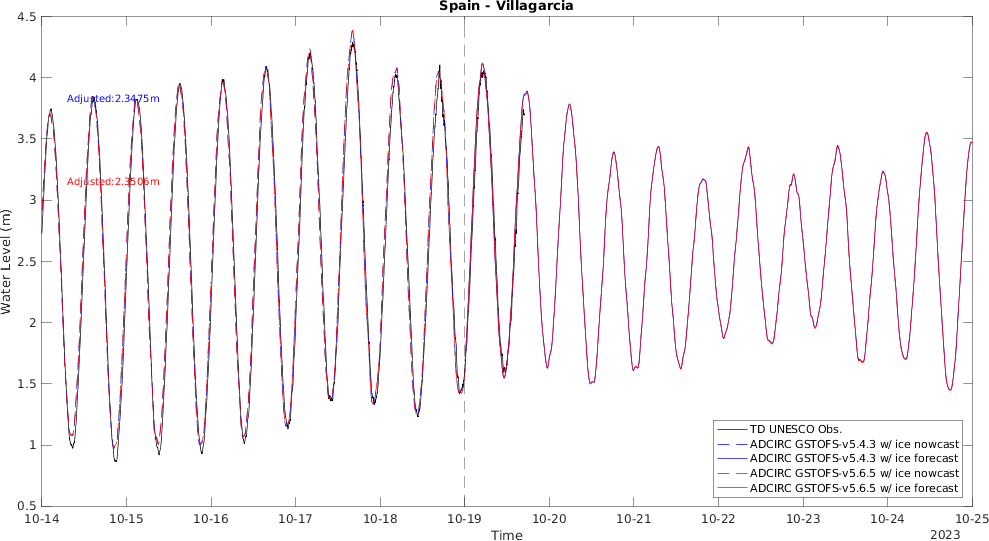 Spain - Villagarcia
4.5
4
3.5
3
2.5
2
1.5
1
0.5
Water Level (m)
Adjusted:2.3475m
Adjusted:2.3506m
TD UNESCO Obs.
ADCIRC GSTOFS-v5.4.3 w/ ice nowcast
ADCIRC GSTOFS-v5.4.3 w/ ice forecast
ADCIRC GSTOFS-v5.6.5 w/ ice nowcast
ADCIRC GSTOFS-v5.6.5 w/ ice forecast
10-14 10-15 10-16 10-17 10-18 10-19 10-20 10-21 10-22 10-23 10-24 10-25
Time
2023